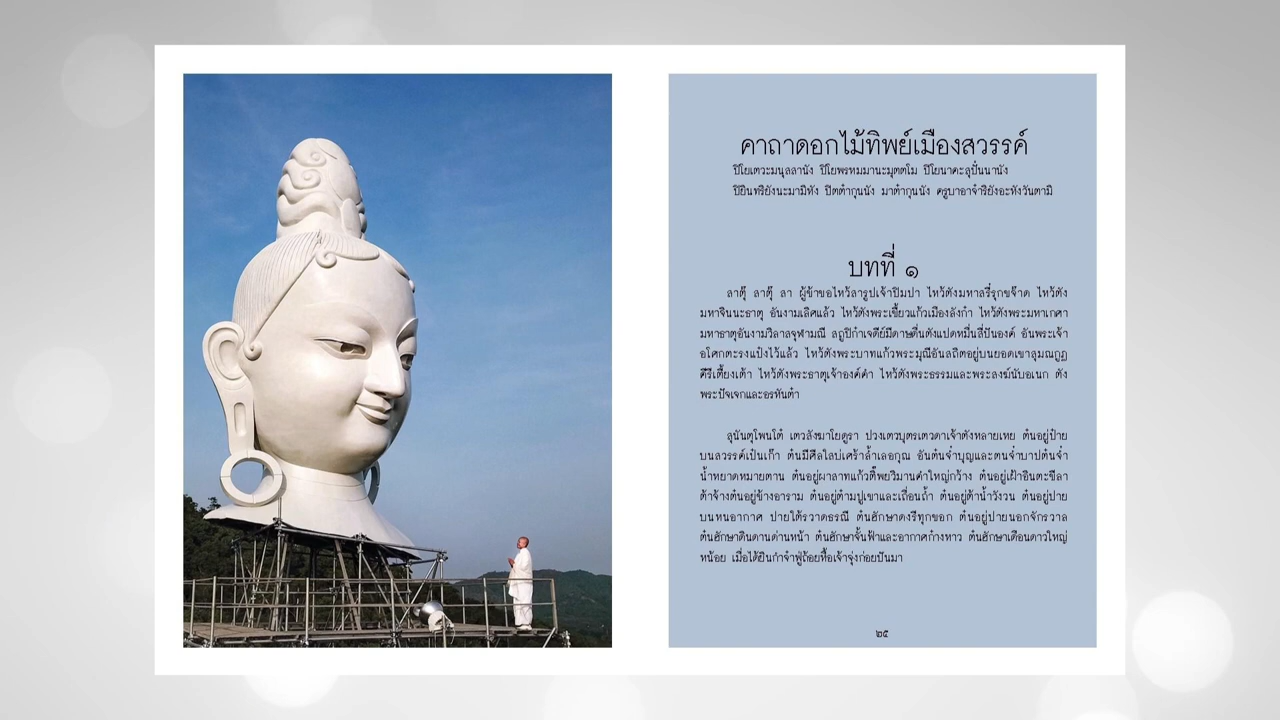 คาถาดอกไม้ทิพย์เมืองสวรรค์
ปิโยเตวะมนุสสานัง ปิโยพรหมมานะมุตตโม ปิโยนาคะสุปั๋นนานัง
ปิยินทริยังนะมามิหัง ปิตต๋ากุนนัง มาต๋ากุนนัง ครูบาอาจ๋าริยังอะหังวันตามิ
บทที่ ๑
สาตุ๊ สาตุ๊ สา ผู้ข้าขอไหว้สารูปเจ้าปิมปา ไหว้ตังมหาสรี๋รุกขจ๊าด ไหว้ตัง
มหาจินนะธาตุ อันงามเลิศแล้ว ไหว้ตังพระเขี้ยวแก้วเมืองลังก๋า ไหว้ตังพระมหาเกศา
มหาธาตุอันงามวิลาสจุฬามณี สถูปิก๋าเจดีย์มีดาษดื่นตังแปดหมื่นสี่ปันองค์ อันพระเจ้า
อโศกตะรงแป๋งไว้แล้ว ไหว้ตังพระบาทแก้วพระมุณีอันสถิตอยู่บนยอดเขาสุมณกูฏ
คีรีเตี้ยงเต้า ไหว้ตังพระธาตุเจ้าองค์คำ ไหว้ตังพระธรรมและพระสงฆ์นับอเนก ตัง
พระปัจเจกและอรหันต๋า
สุนันตุโพนโต๋ เตวสังฆาโยดูรา ปวงเตวบุตรเตวดาเจ้าตังหลายเหย ต๋นอยู่ป๋าย
บนสวรรค์เป๋นเก๊า ต๋นมีศีลใสบ่เศร้าล้ำเลอกุณ อันต๋นจ๋ำบุญและตนจ๋ำบาปต๋นจ๋ำ
น้ำหยาดหมายตาน ต๋นอยู่ผาสาทแก้วตี้พยวิมานคำใหญ่กว้าง ต๋นอยู่เฝ้าอินตะขีลา
ต้าจ้างต๋นอยู่ข้างอาราม ต๋นอยู่ต๋ามปูเขาและเถื่อนถ้ำ ต๋นอยู่ต้าน้ำวังวน ต๋นอยู่ปาย
บนหนอากาศ ปายใต้รวาดธรณี ต๋นฮักษาดงรีทุกขอก ต๋นอยู่ปายนอกจักรวาล
ต๋นฮักษาดินดานด่านหน้า ต๋นฮักษาจั้นฟ้าและอากาศก๋างหาว ต๋นฮักษาเดือนดาวใหญ่
หน้อย เมื่อได้ยินก๋ำจ๋าผู้ถ้อยหื้อเจ้าจุ่งก่อยปันมา
๒๕